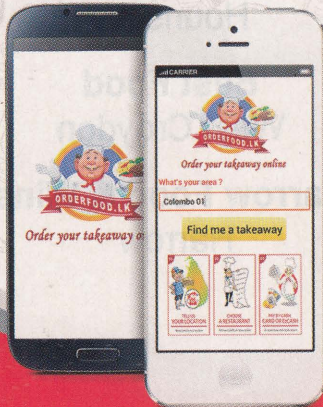 ORDERFOOD.LK
Order your takeaway o
CARRIER
ORDERFOOD.LK
Order your takeaway online
What's your area ?
Colombo 01
Find me a takeaway
TELL US
YOUR LOCATION
CHOOSE
A RESTAURANT
PAY BY CASH
CARD OR EzCASH